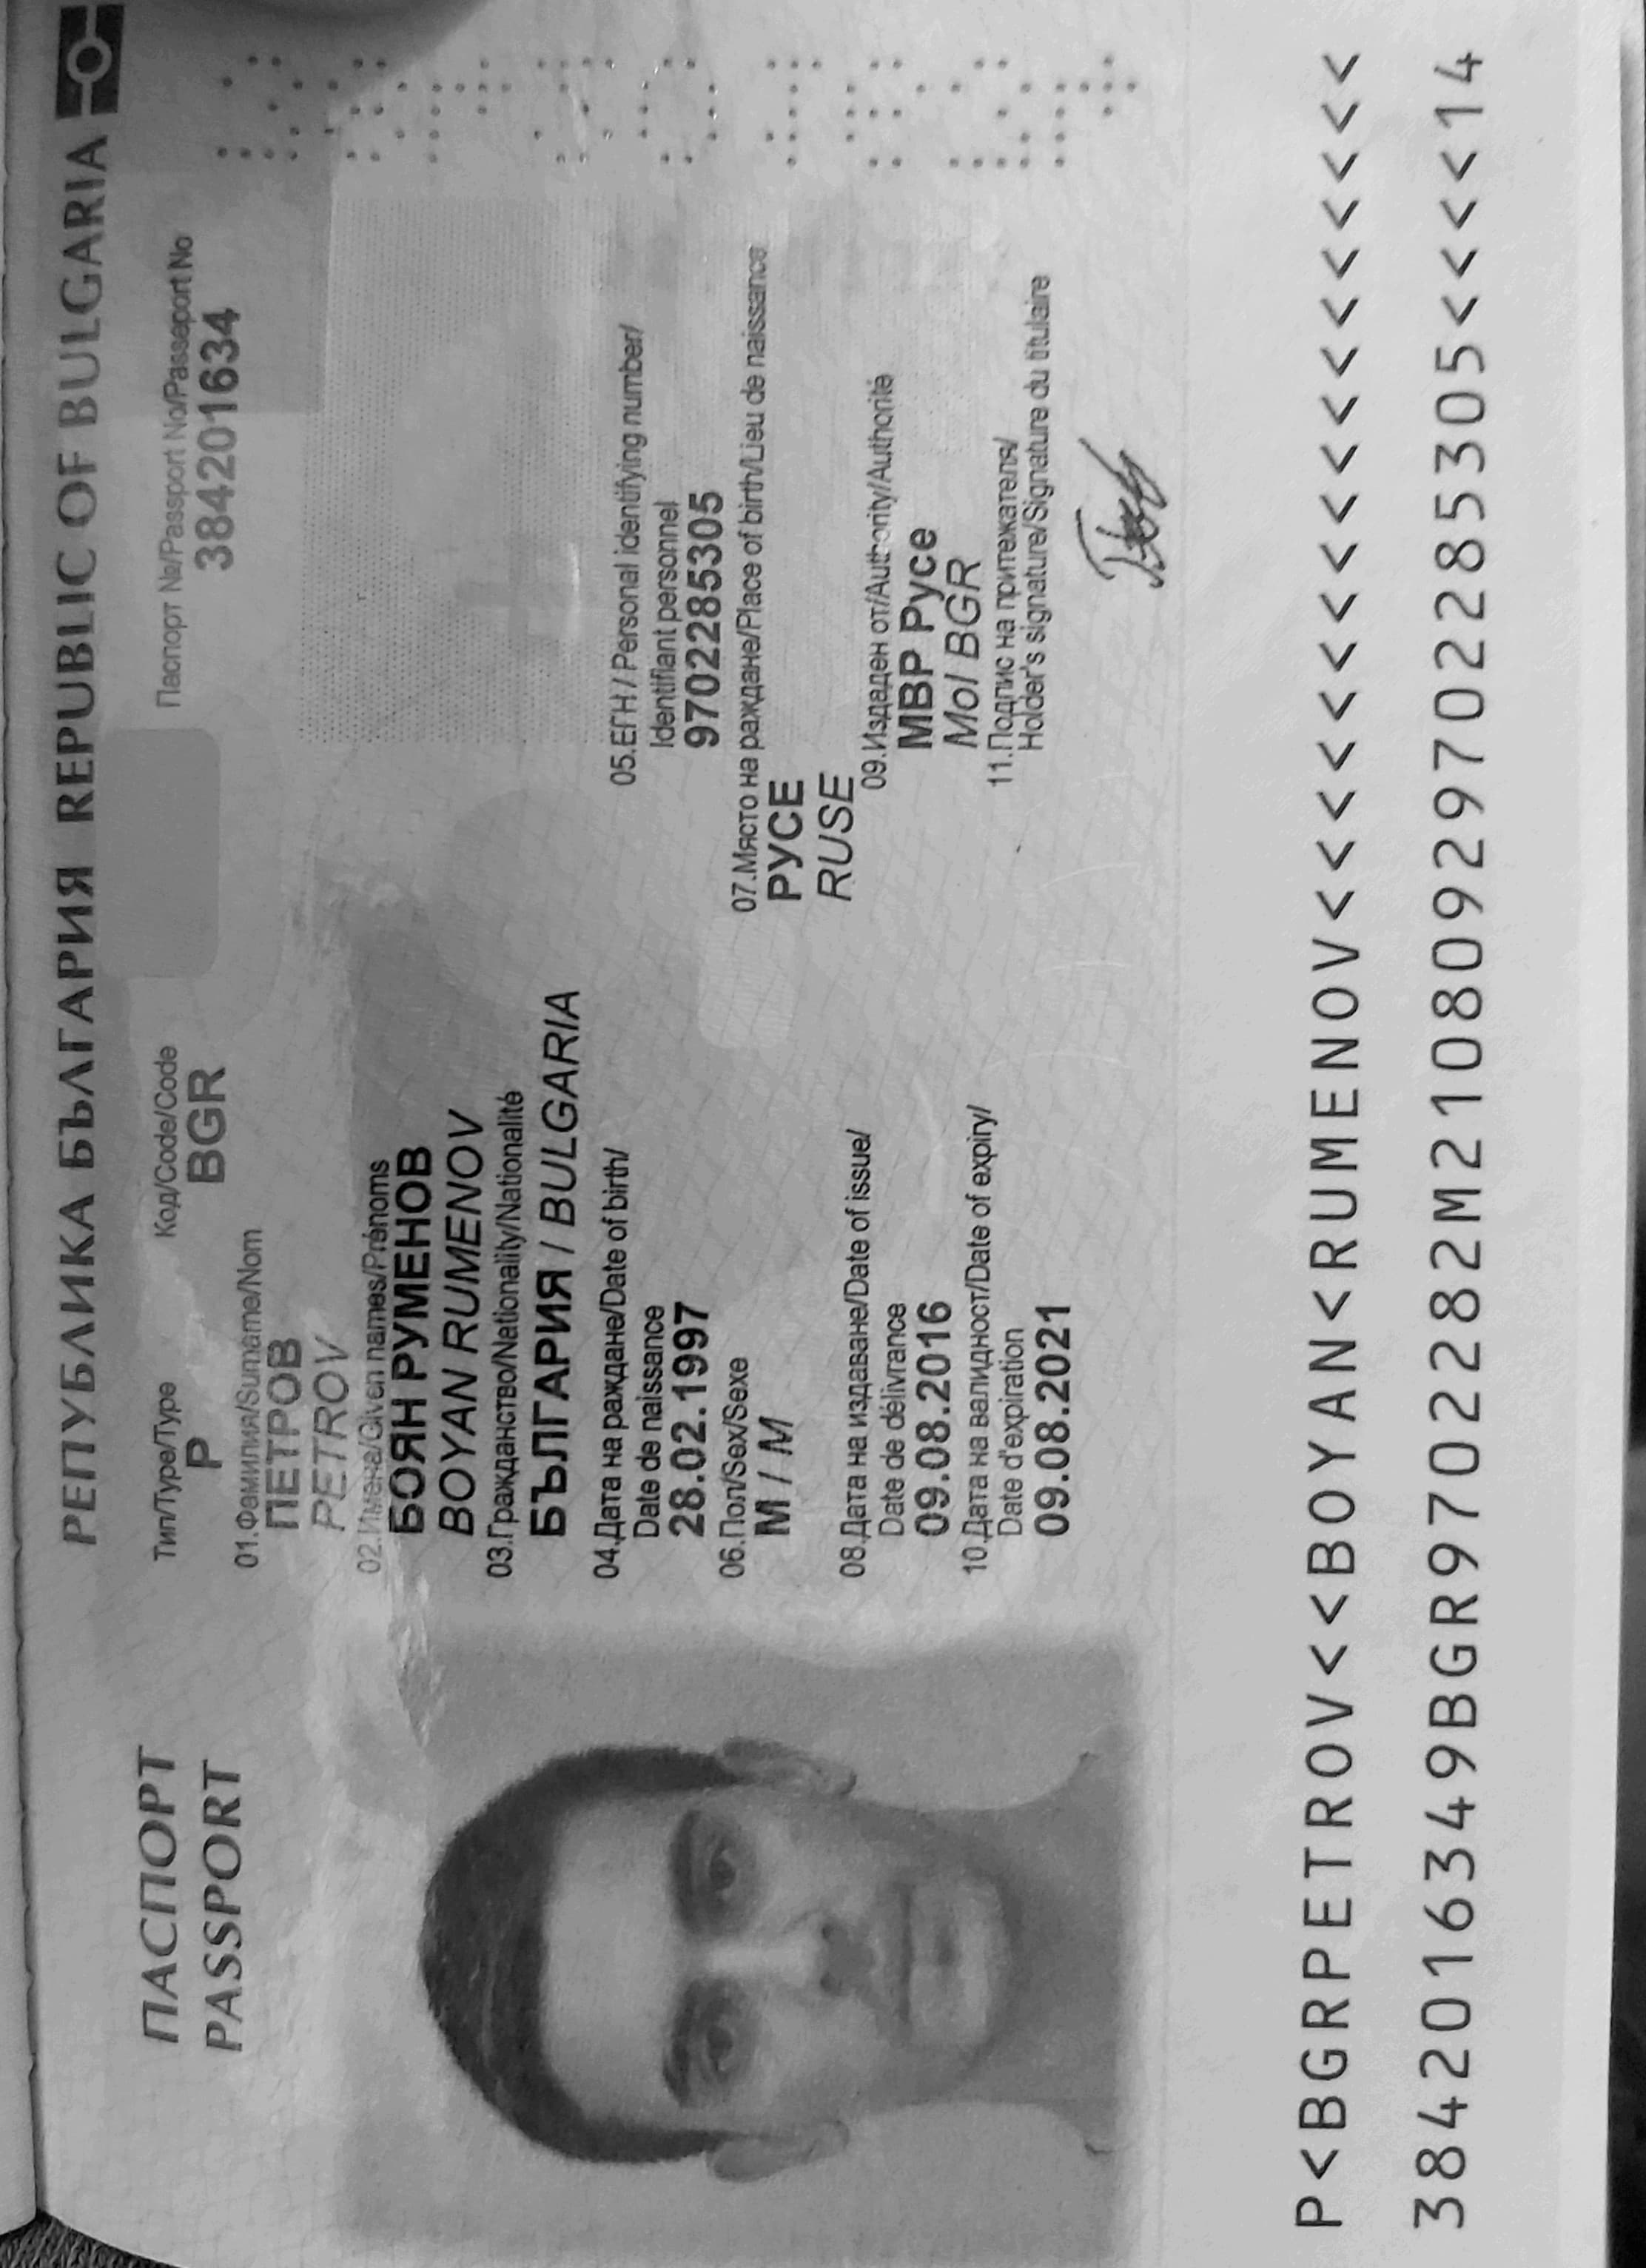 РЕПУБЛИКА БЪЛГАРИЯ REPUBLIC OF BULGARIA
ПАСПОРТ
PASSPORT
Тип/Type/Type
P
Код/Code/Code
BGR
Паспорт №/Passport No/Passeport No
384201634
01.Фамилия/Surname/Nom
ПЕТРОВ
PETROV
02.Имена/Given names/Prénoms
БОЯН РУМЕНОВ
BOYAN RUMENOV
03.Гражданство/Nationality/Nationalité
БЪЛГАРИЯ / BULGARIA
04.Дата на раждане/Date of birth/
Date de naissance
28.02.1997
05.ЕГН / Personal identifying number/
Identifiant personnel
9702285305
06.Пол/Sex/Sexe
М / M
07.Място на раждане/Place of birth/Lieu de naissance
РУСЕ
RUSE
08.Дата на издаване/Date of issue/
Date de délivrance
09.08.2016
09.Издаден от/Authority/Authorité
МВР Русе
MoI BGR
10.Дата на валидност/Date of expiry/
Date d'expiration
09.08.2021
11.Подпис на притежателя/
Holder's signature/Signature du titulaire
P<BGRPETROV<<BOYAN<RUMENOV<<<<<<<<<<<<<<<<<<
3842016349BGR9702282M21080929702285305<<<<14